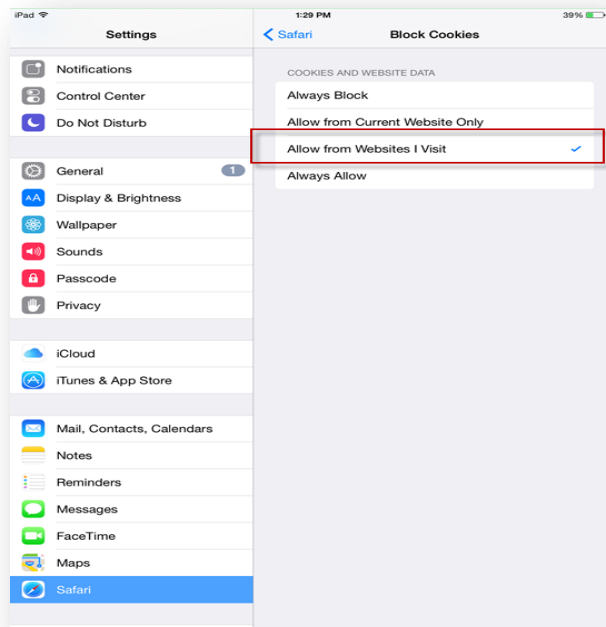 iPad
1:29 PM
39%
Settings
Safari
Block Cookies
Notifications
Control Center
Do Not Disturb
General
1
Display & Brightness
Wallpaper
Sounds
Passcode
Privacy
iCloud
iTunes & App Store
Mail, Contacts, Calendars
Notes
Reminders
Messages
FaceTime
Maps
Safari
COOKIES AND WEBSITE DATA
Always Block
Allow from Current Website Only
Allow from Websites I Visit
Always Allow